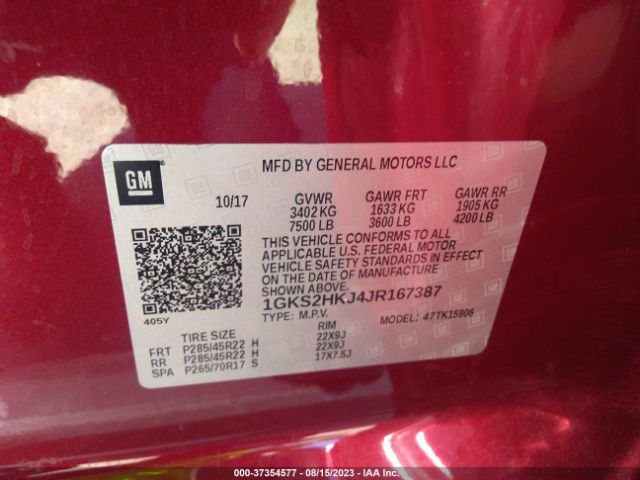 GM
MFD BY GENERAL MOTORS LLC
10/17 GVWR GAWR FRT GAWR RR
3402 KG 1633 KG 1905 KG
7500 LB 3600 LB 4200 LB
THIS VEHICLE CONFORMS TO ALL
APPLICABLE U.S. FEDERAL MOTOR
VEHICLE SAFETY STANDARDS IN EFFECT
ON THE DATE OF MANUFACTURE
SHOWN ABOVE.
1GKS2HKJ4JR167387
405Y
TYPE: M.P.V. MODEL: 47TK15906
TIRE SIZE RIM
FRT P285/45R22 H 22X9J
RR P285/45R22 H 22X9J
SPA P265/70R17 S 17X7.5J
© - 37354577 - 08/15/2023 - IAA Inc.